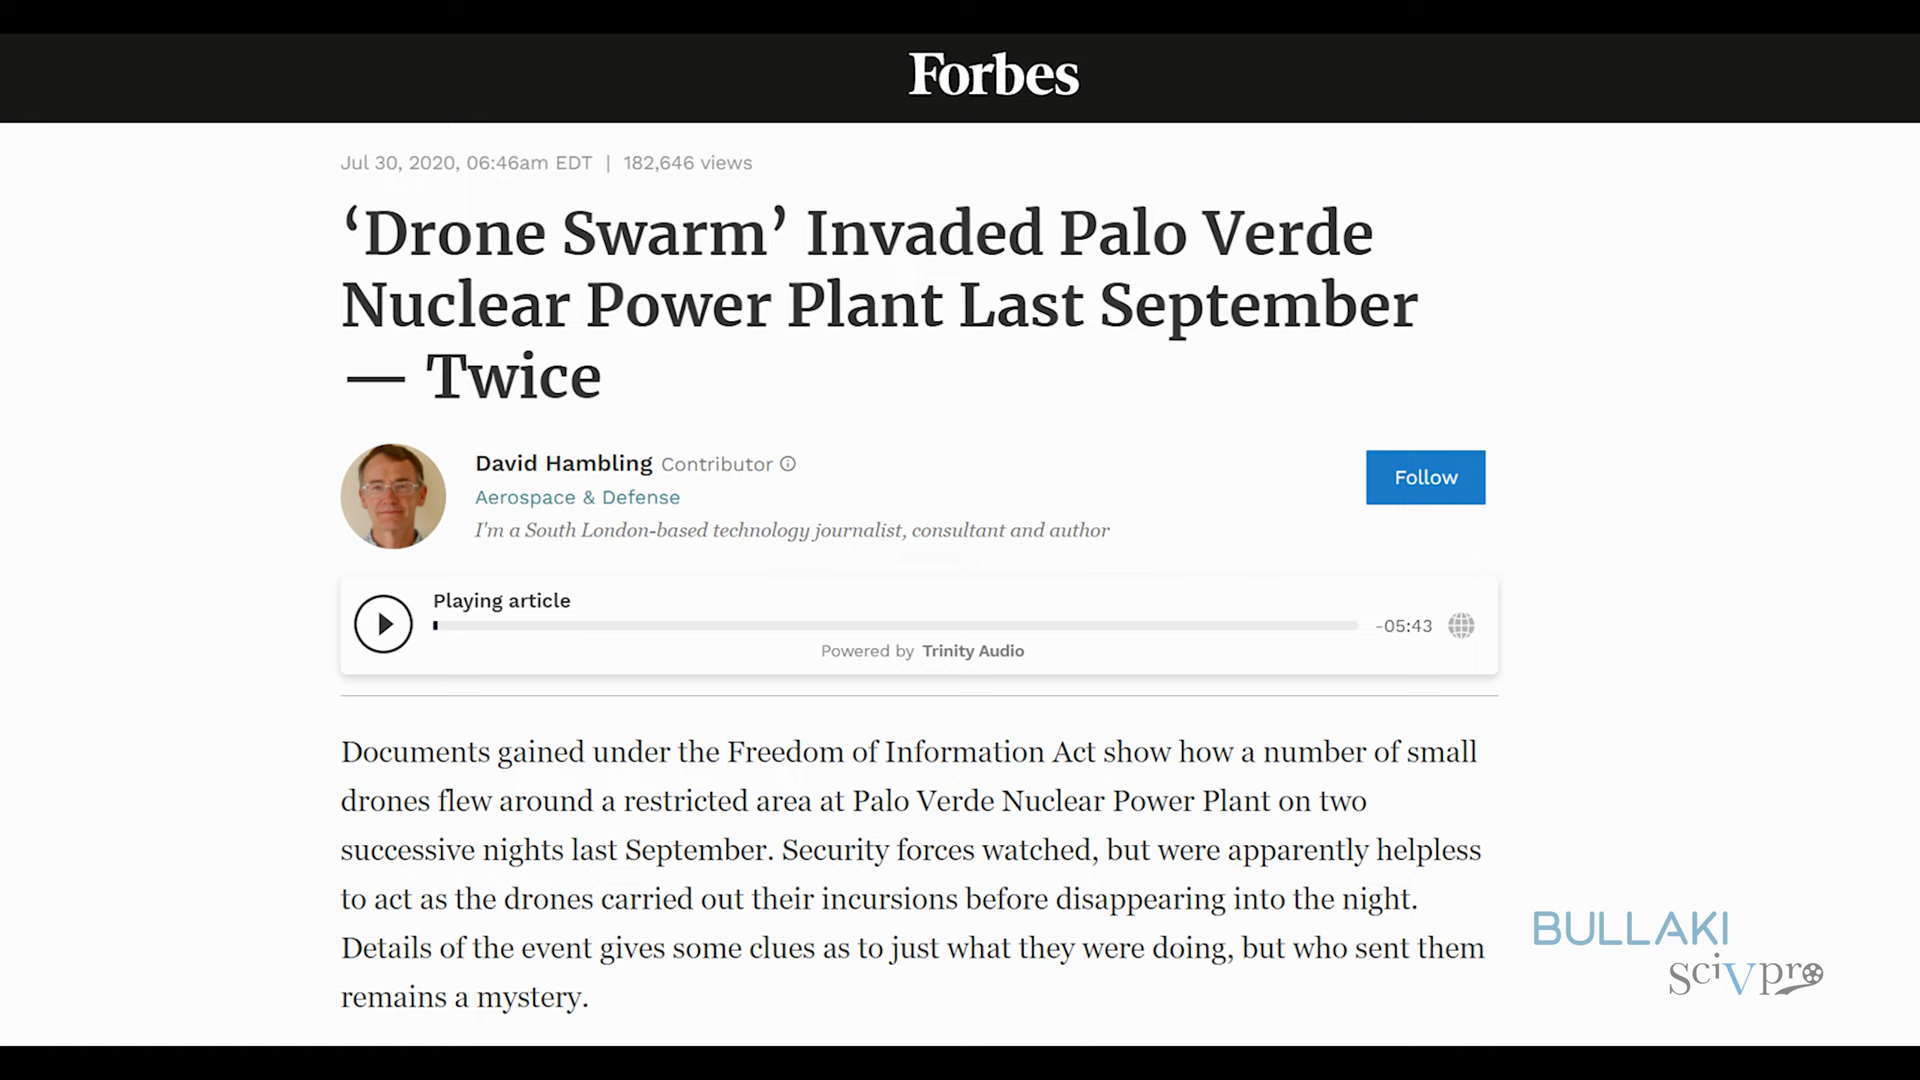 Forbes
Jul 30, 2020, 06:46am EDT | 182,646 views
‘Drone Swarm’ Invaded Palo Verde
Nuclear Power Plant Last September
— Twice
David Hambling Contributor
Aerospace & Defense
I'm a South London-based technology journalist, consultant and author
Follow
Playing article
-05:43
Powered by Trinity Audio
Documents gained under the Freedom of Information Act show how a number of small
drones flew around a restricted area at Palo Verde Nuclear Power Plant on two
successive nights last September. Security forces watched, but were apparently helpless
to act as the drones carried out their incursions before disappearing into the night.
Details of the event gives some clues as to just what they were doing, but who sent them
remains a mystery.
BULLAKI
sciVpro